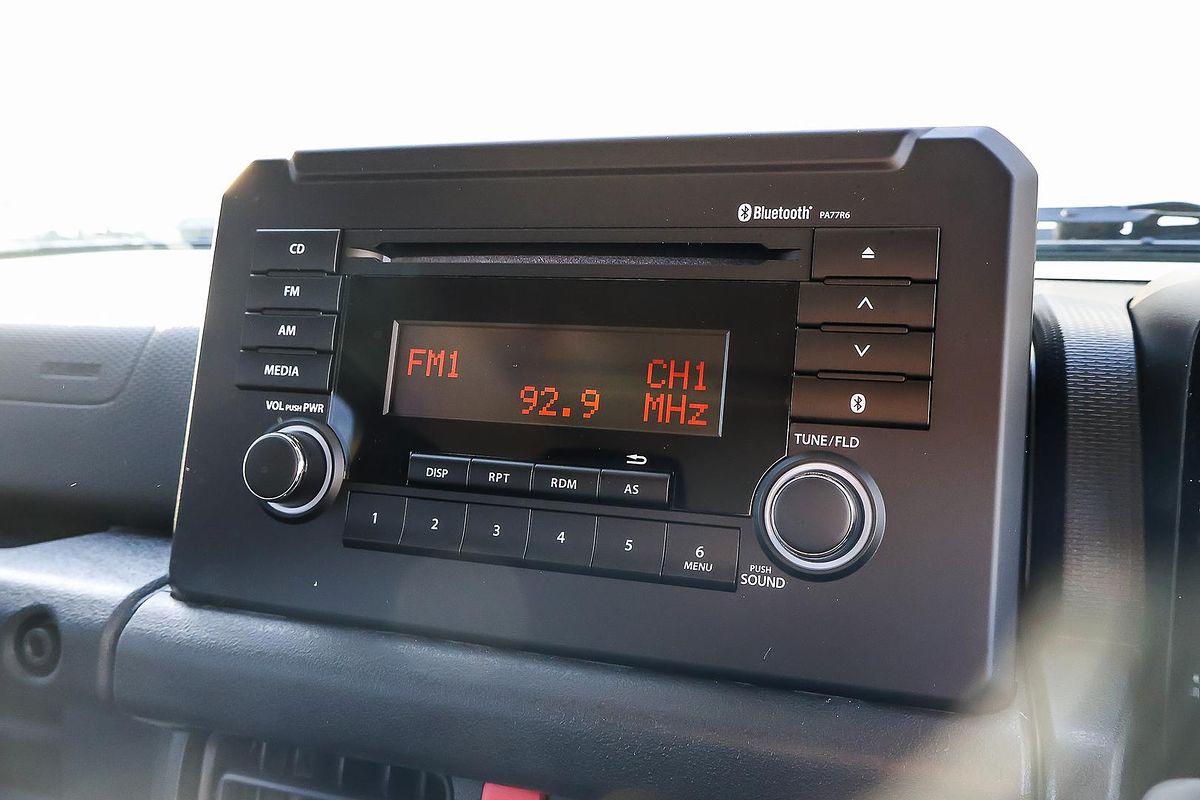 Bluetooth® PA77R6
CD
FM
AM
MEDIA
VOL PUSH PWR
FM1 CH1
92.9 MHz
TUNE/FLD
DISP RPT RDM AS
1 2 3 4 5 6
MENU
PUSH
SOUND